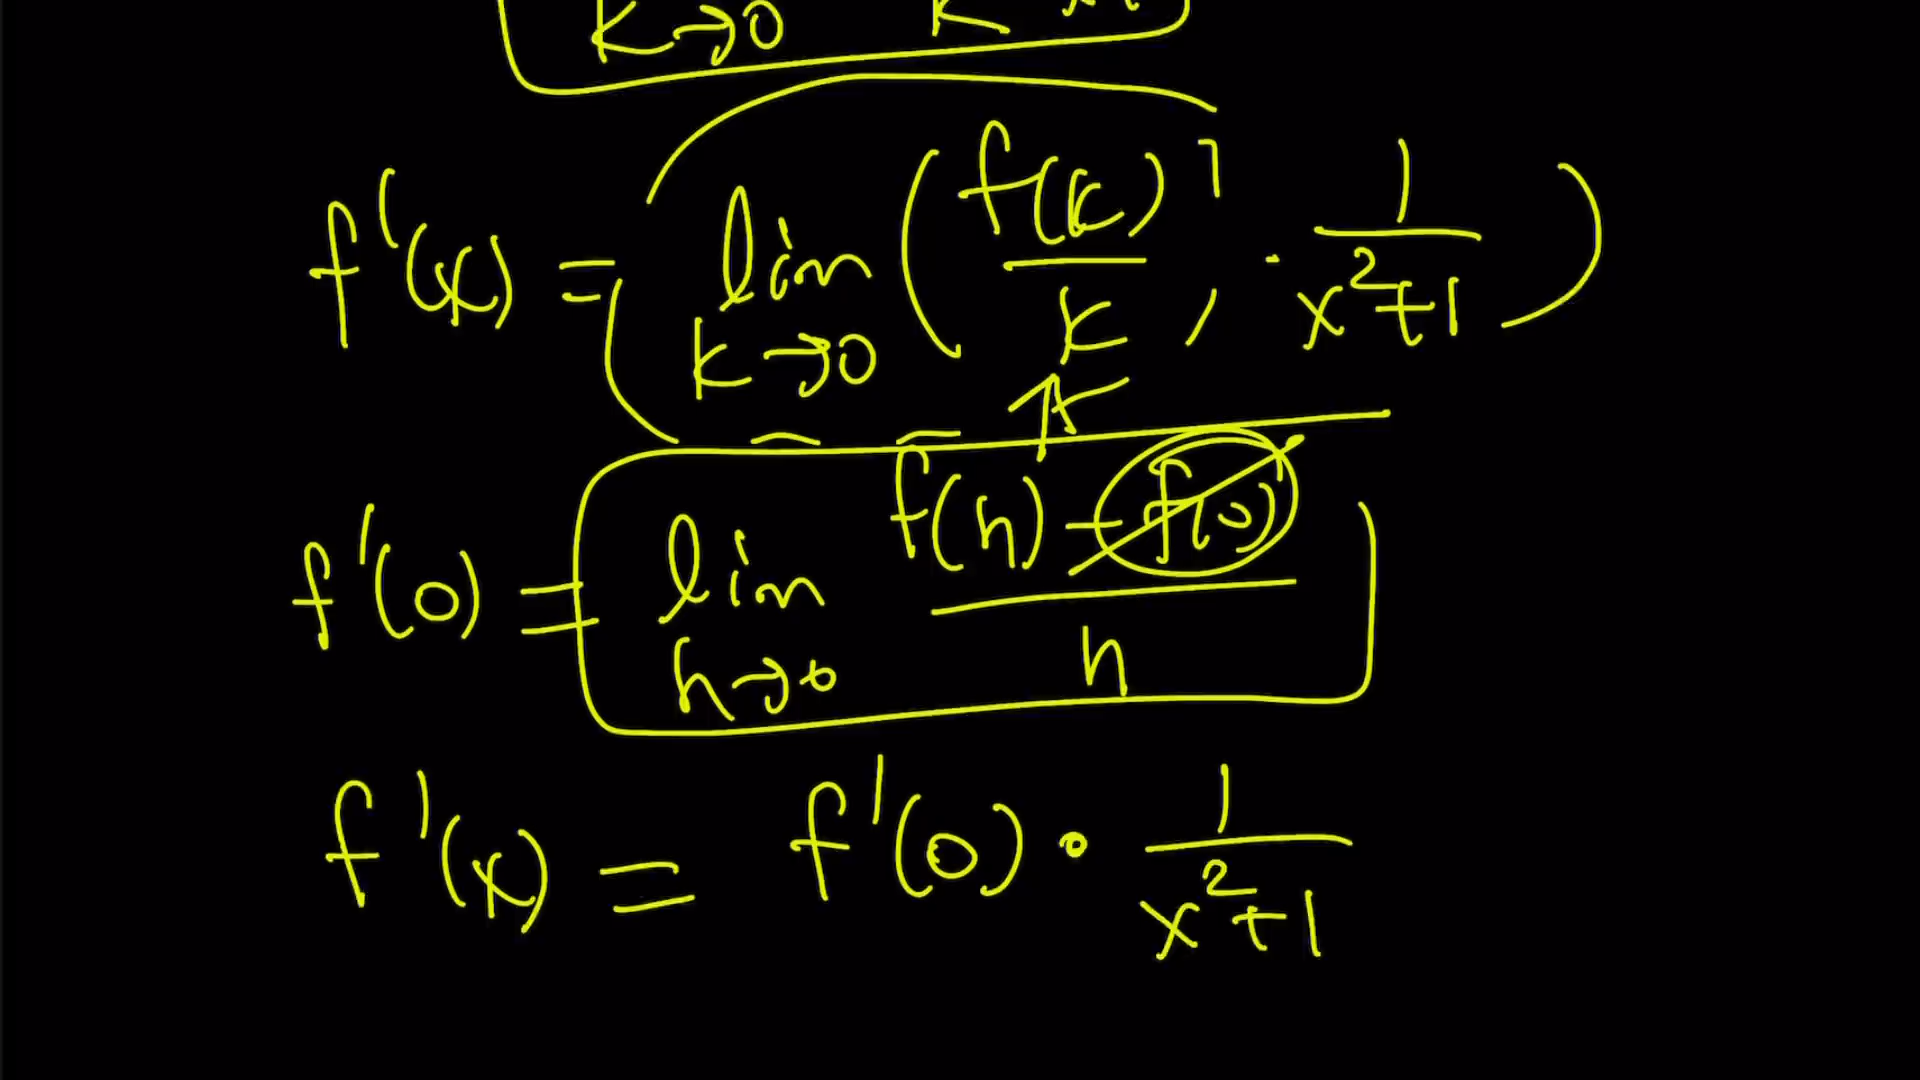 k→0 k
f'(x) = lim k→0 ( f(k)/k · 1/(x²+1) )
f'(0) = lim h→0 (f(h) - f(0))/h
f'(x) = f'(0) · 1/(x²+1)